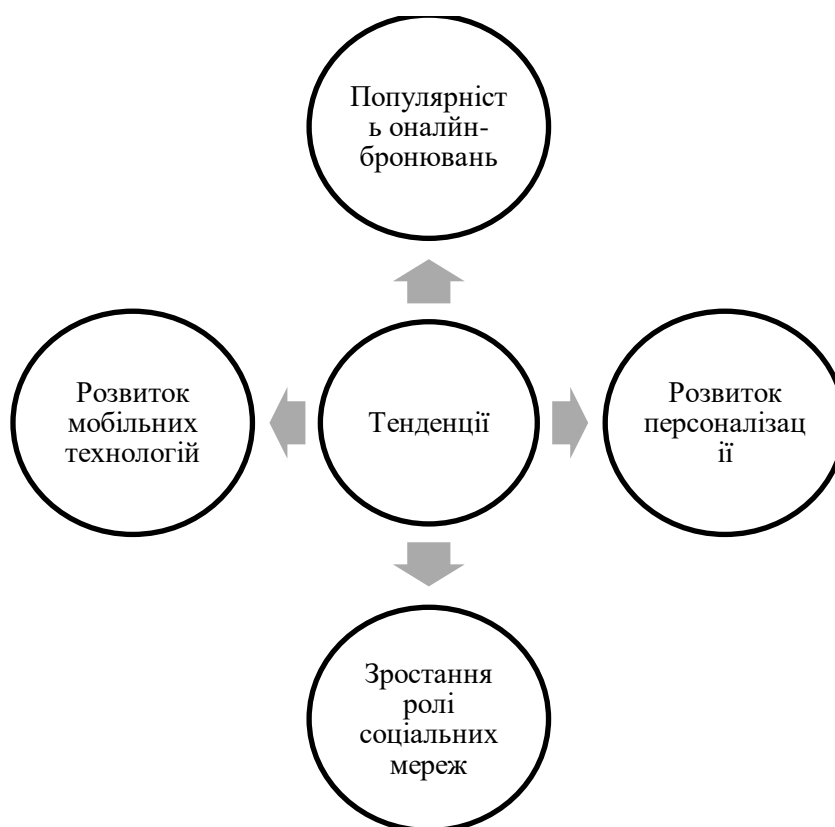 Популярніст
ь оналйн-
бронювань
Розвиток
мобільних
технологій
Тенденції
Розвиток
персоналізац
ії
Зростання
ролі
соціальних
мереж